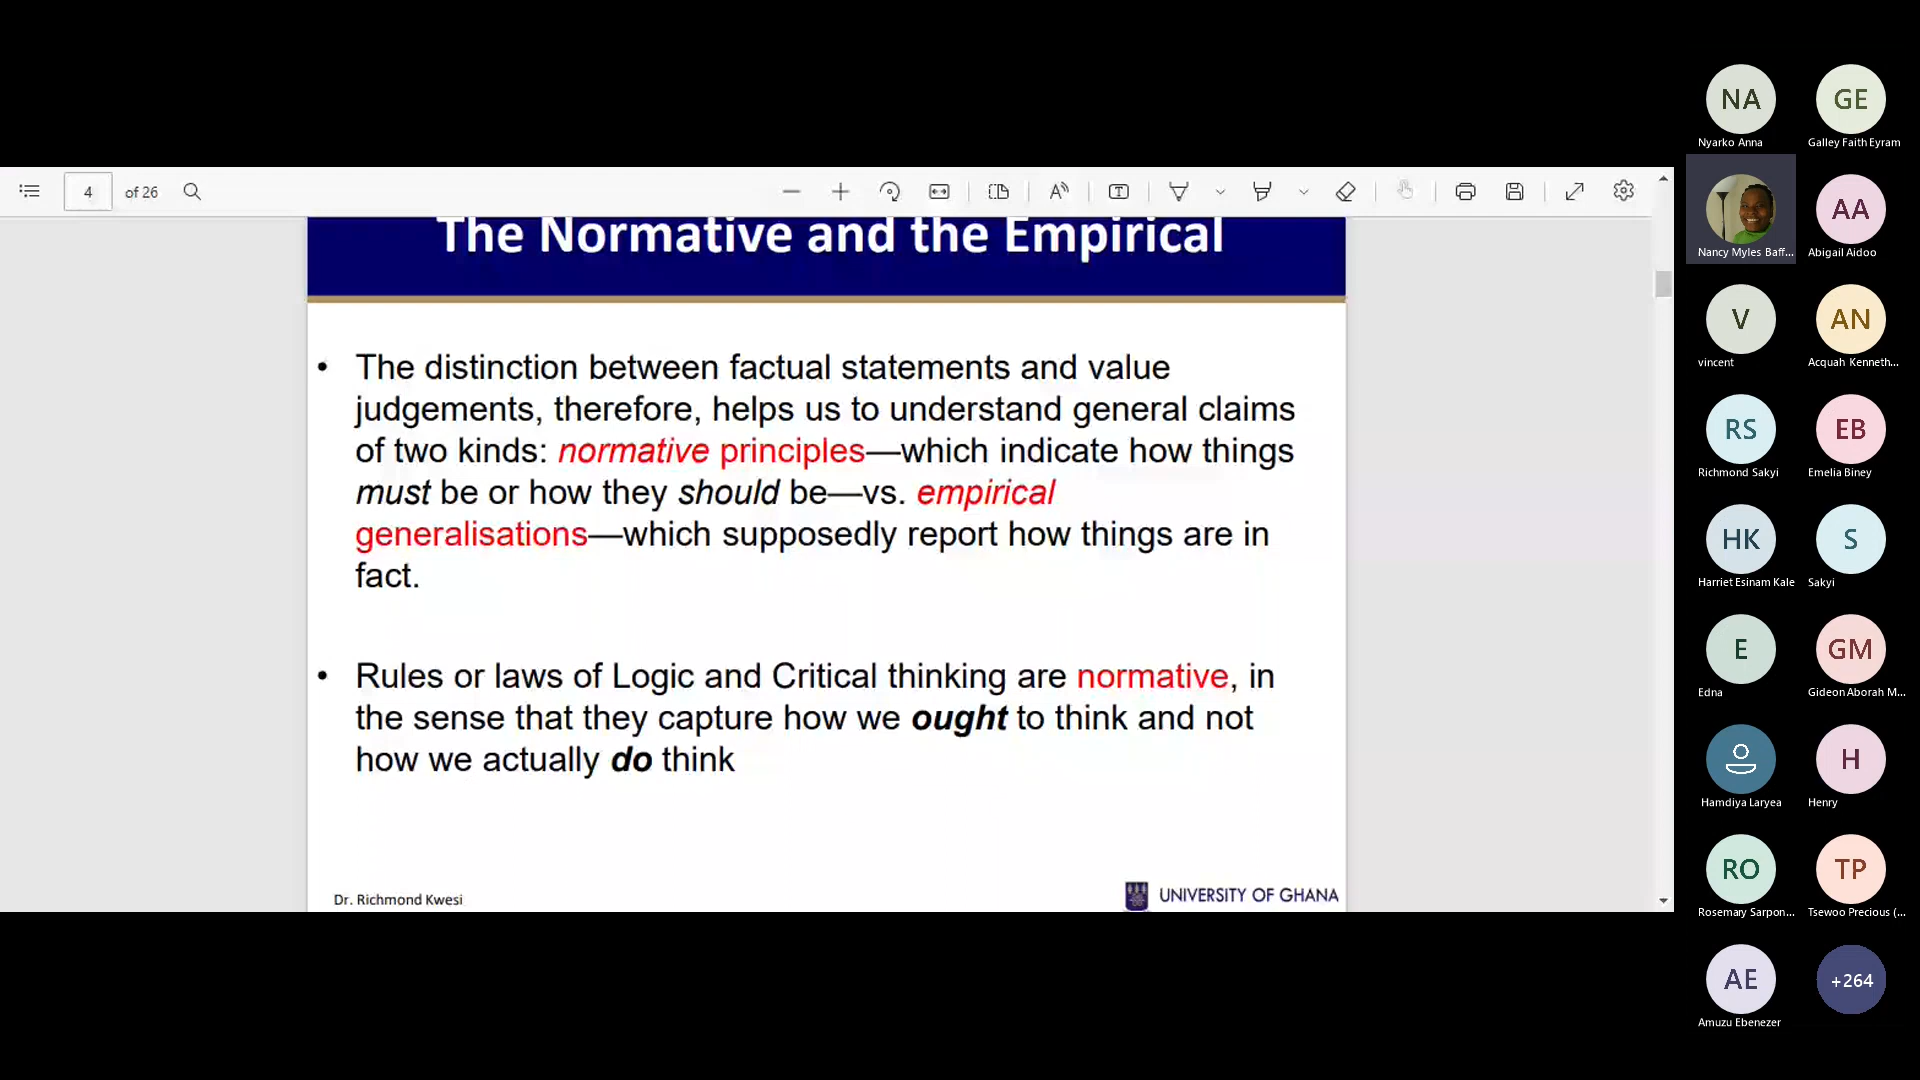 4 of 26
The Normative and the Empirical
• The distinction between factual statements and value
judgements, therefore, helps us to understand general claims
of two kinds: normative principles—which indicate how things
must be or how they should be—vs. empirical
generalisations—which supposedly report how things are in
fact.
• Rules or laws of Logic and Critical thinking are normative, in
the sense that they capture how we ought to think and not
how we actually do think
Dr. Richmond Kwesi
UNIVERSITY OF GHANA
NA
Nyarko Anna
GE
Galley Faith Eyram
Nancy Myles Baff...
AA
Abigail Aidoo
V
vincent
AN
Acquah Kenneth...
RS
Richmond Sakyi
EB
Emelia Biney
HK
Harriet Esinam Kale
S
Sakyi
E
Edna
GM
Gideon Aborah M...
Hamdiya Laryea
H
Henry
RO
Rosemary Sarpon...
TP
Tsewoo Precious (...
AE
Amuzu Ebenezer
+264